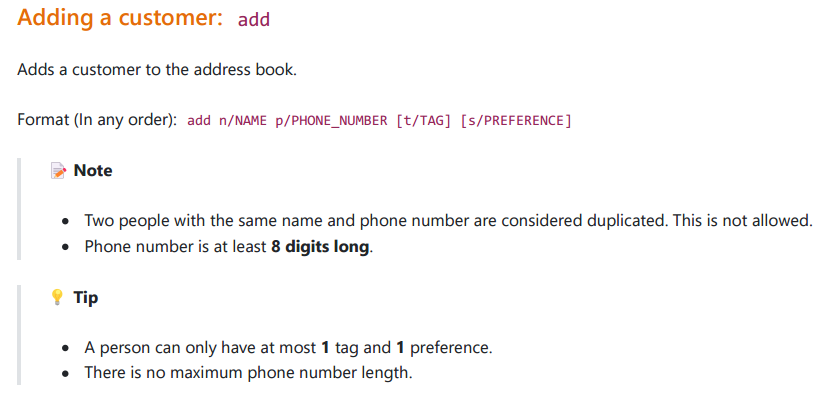 Adding a customer: add
Adds a customer to the address book.
Format (In any order): add n/NAME p/PHONE_NUMBER [t/TAG] [s/PREFERENCE]
📝 Note
• Two people with the same name and phone number are considered duplicated. This is not allowed.
• Phone number is at least 8 digits long.
💡 Tip
• A person can only have at most 1 tag and 1 preference.
• There is no maximum phone number length.